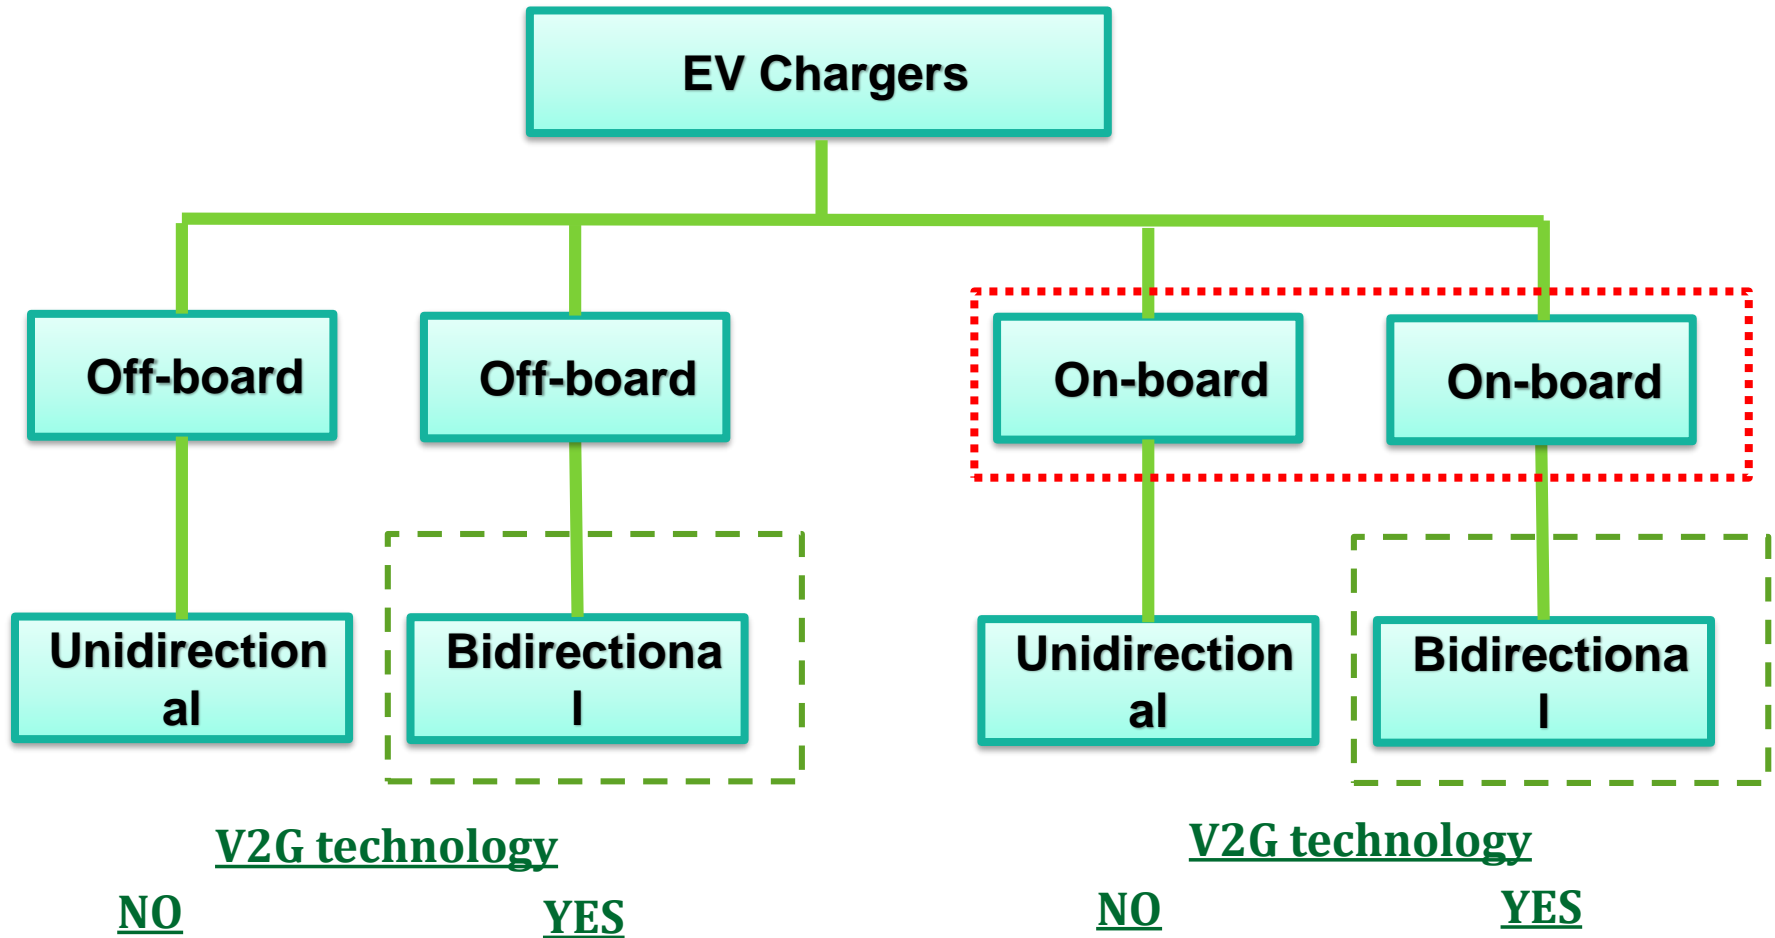 EV Chargers
Off-board
Off-board
On-board
On-board
Unidirection
al
Bidirectiona
l
Unidirection
al
Bidirectiona
l
V2G technology
V2G technology
NO
YES
NO
YES